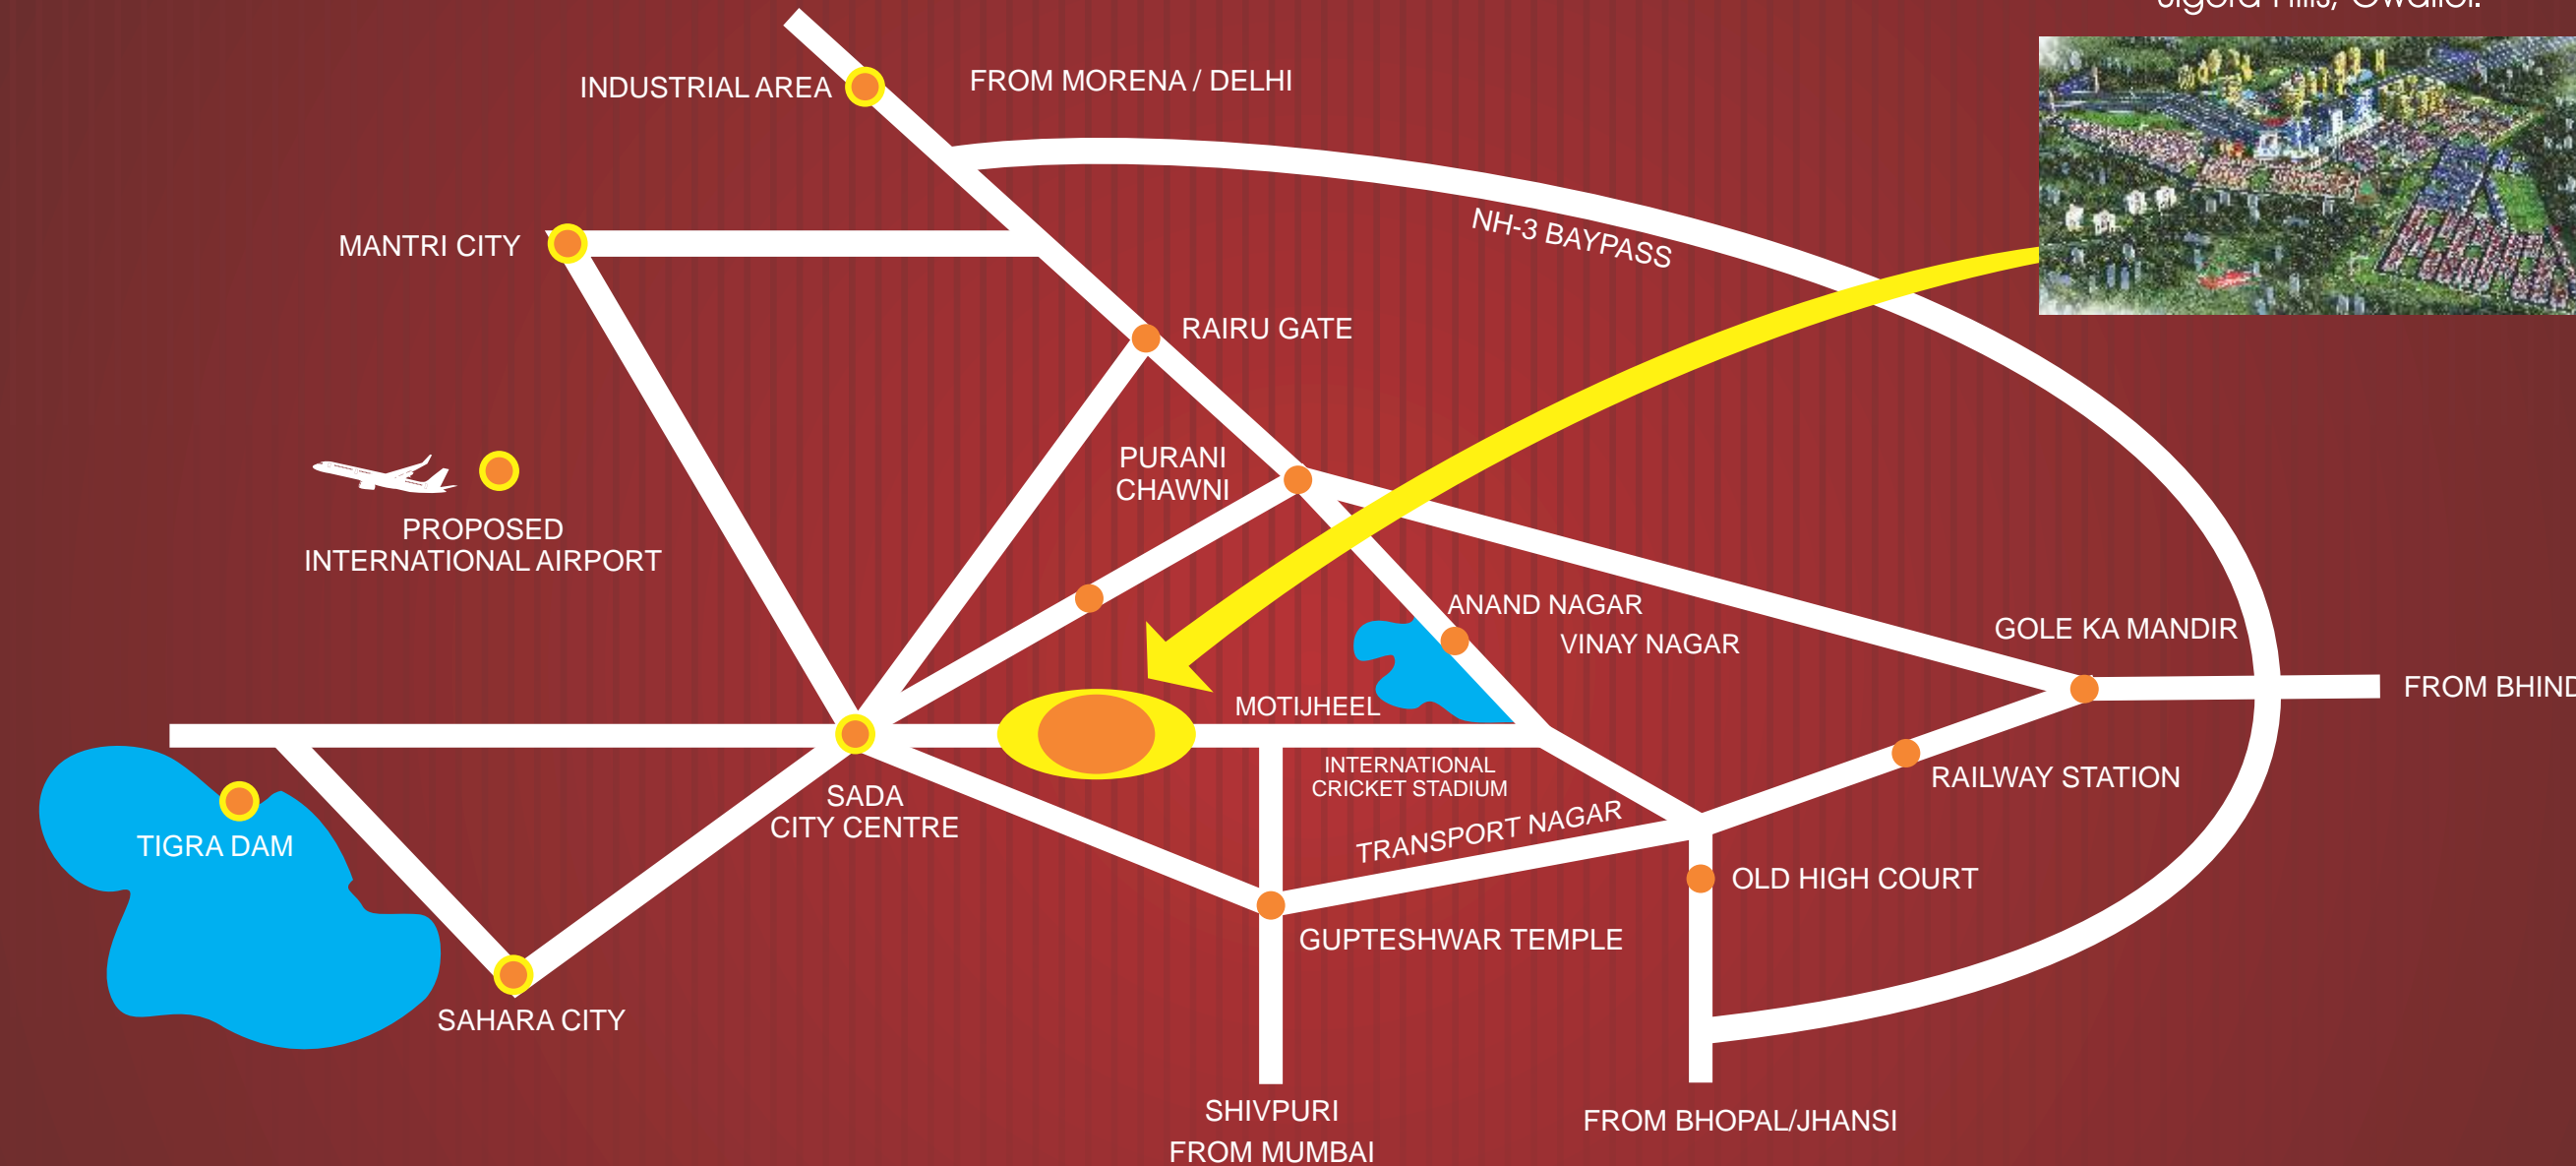 Hills, Gwalior.
INDUSTRIAL AREA
FROM MORENA / DELHI
NH-3 BAYPASS
MANTRI CITY
RAIRU GATE
PURANI
CHAWNI
PROPOSED
INTERNATIONAL AIRPORT
ANAND NAGAR
VINAY NAGAR
GOLE KA MANDIR
FROM BHIND
MOTIJHEEL
INTERNATIONAL
CRICKET STADIUM
RAILWAY STATION
SADA
CITY CENTRE
TRANSPORT NAGAR
TIGRA DAM
OLD HIGH COURT
GUPTESHWAR TEMPLE
SAHARA CITY
SHIVPURI
FROM MUMBAI
FROM BHOPAL/JHANSI